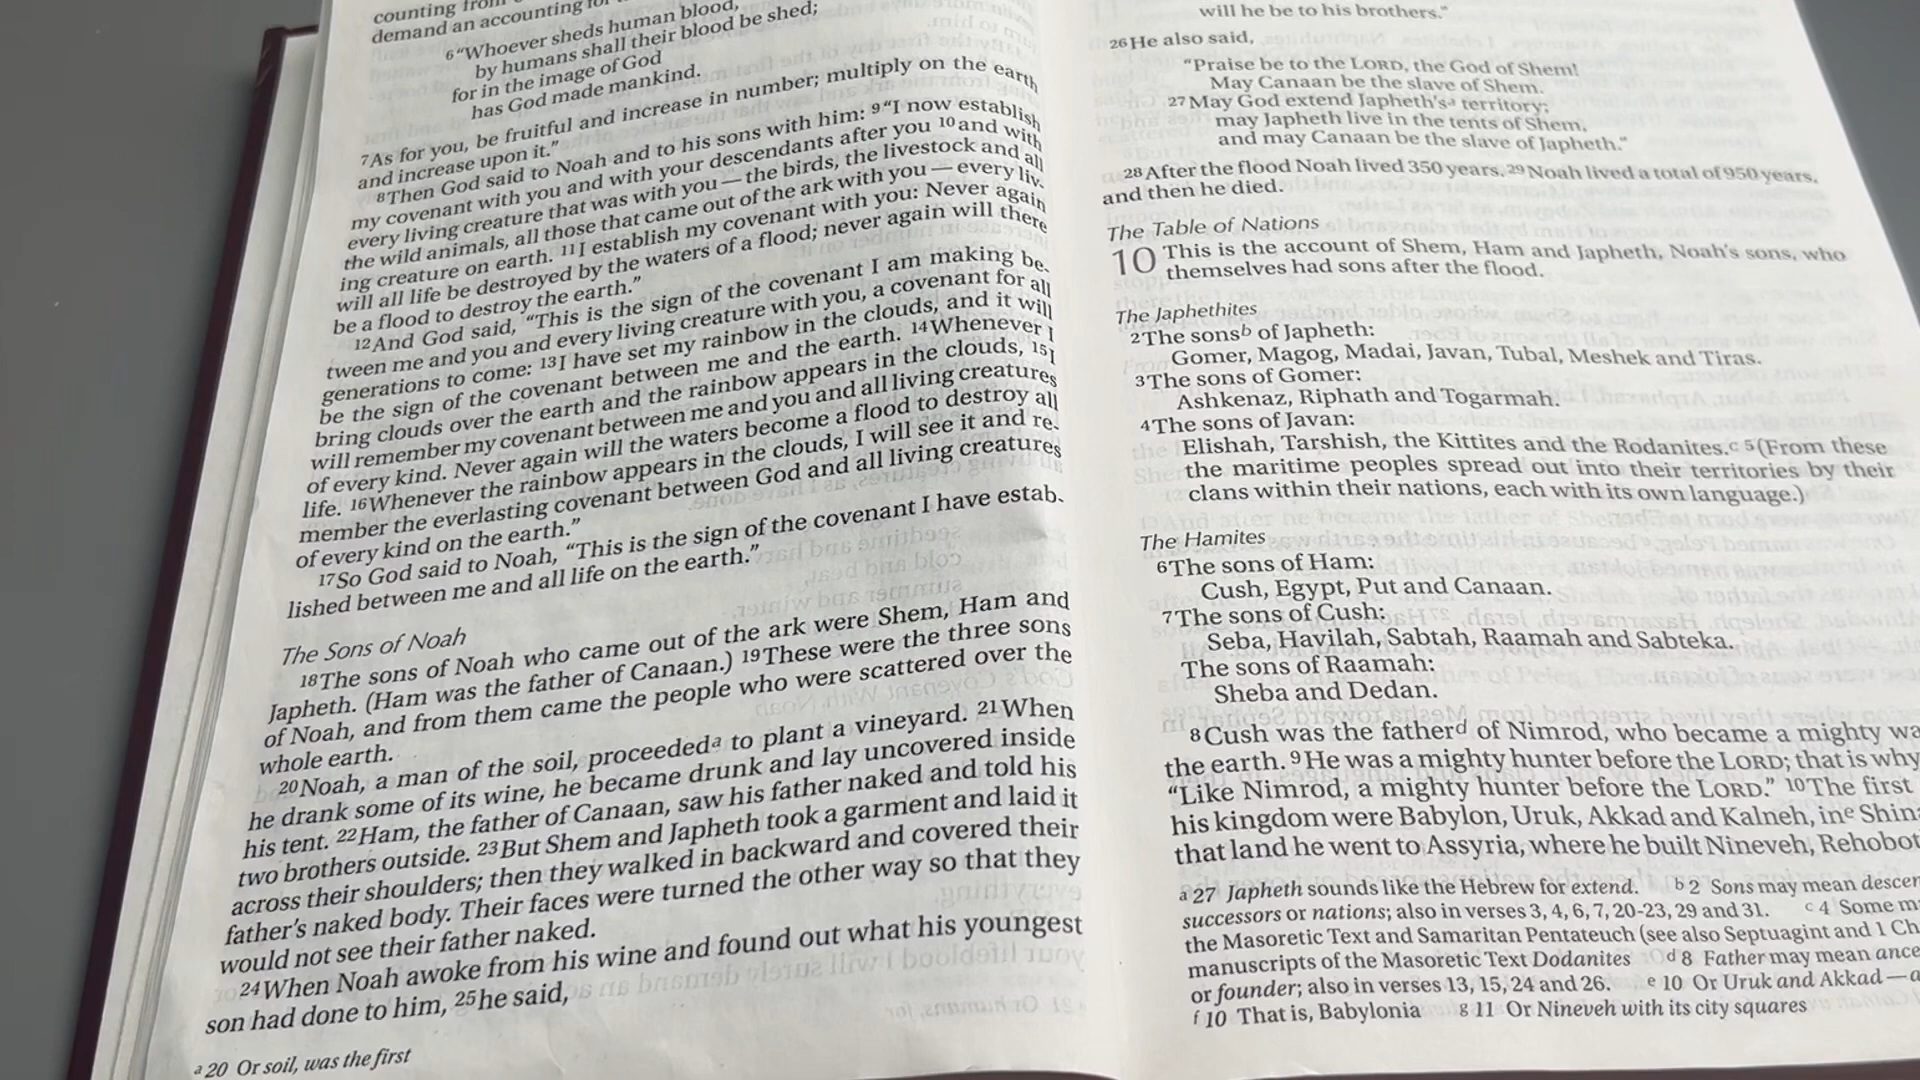 counting from
demand an accounting for
6“Whoever sheds human blood,
by humans shall their blood be shed;
for in the image of God
has God made mankind.
7As for you, be fruitful and increase in number; multiply on the earth
and increase upon it.”
8Then God said to Noah and to his sons with him: 9“I now establish
my covenant with you and with your descendants after you 10and with
every living creature that was with you — the birds, the livestock and all
the wild animals, all those that came out of the ark with you — every liv-
ing creature on earth. 11I establish my covenant with you: Never again
will all life be destroyed by the waters of a flood; never again will there
be a flood to destroy the earth.”
12And God said, “This is the sign of the covenant I am making be-
tween me and you and every living creature with you, a covenant for all
generations to come: 13I have set my rainbow in the clouds, and it will
be the sign of the covenant between me and the earth. 14Whenever I
bring clouds over the earth and the rainbow appears in the clouds, 15I
will remember my covenant between me and you and all living creatures
of every kind. Never again will the waters become a flood to destroy all
life. 16Whenever the rainbow appears in the clouds, I will see it and re-
member the everlasting covenant between God and all living creatures
of every kind on the earth.”
17So God said to Noah, “This is the sign of the covenant I have estab-
lished between me and all life on the earth.”
The Sons of Noah
18The sons of Noah who came out of the ark were Shem, Ham and
Japheth. (Ham was the father of Canaan.) 19These were the three sons
of Noah, and from them came the people who were scattered over the
whole earth.
20Noah, a man of the soil, proceededa to plant a vineyard. 21When
he drank some of its wine, he became drunk and lay uncovered inside
his tent. 22Ham, the father of Canaan, saw his father naked and told his
two brothers outside. 23But Shem and Japheth took a garment and laid it
across their shoulders; then they walked in backward and covered their
father’s naked body. Their faces were turned the other way so that they
would not see their father naked.
24When Noah awoke from his wine and found out what his youngest
son had done to him, 25he said,
a 20 Or soil, was the first
will he be to his brothers.”
26He also said,
“Praise be to the LORD, the God of Shem!
May Canaan be the slave of Shem.
27May God extend Japheth’sa territory;
may Japheth live in the tents of Shem,
and may Canaan be the slave of Japheth.”
28After the flood Noah lived 350 years. 29Noah lived a total of 950 years,
and then he died.
The Table of Nations
10 This is the account of Shem, Ham and Japheth, Noah’s sons, who
themselves had sons after the flood.
The Japhethites
2The sonsb of Japheth:
Gomer, Magog, Madai, Javan, Tubal, Meshek and Tiras.
3The sons of Gomer:
Ashkenaz, Riphath and Togarmah.
4The sons of Javan:
Elishah, Tarshish, the Kittites and the Rodanites.c 5(From these
the maritime peoples spread out into their territories by their
clans within their nations, each with its own language.)
The Hamites
6The sons of Ham:
Cush, Egypt, Put and Canaan.
7The sons of Cush:
Seba, Havilah, Sabtah, Raamah and Sabteka.
The sons of Raamah:
Sheba and Dedan.
8Cush was the fatherd of Nimrod, who became a mighty
the earth. 9He was a mighty hunter before the LORD; that is why
“Like Nimrod, a mighty hunter before the LORD.” 10The first
his kingdom were Babylon, Uruk, Akkad and Kalneh, ine
that land he went to Assyria, where he built Nineveh,
a 27 Japheth sounds like the Hebrew for extend. b 2 Sons may mean
successors or nations; also in verses 3, 4, 6, 7, 20-23, 29 and 31. c 4 Some
the Masoretic Text and Samaritan Pentateuch (see also Septuagint and 1
manuscripts of the Masoretic Text Dodanites d 8 Father may mean
or founder; also in verses 13, 15, 24 and 26. e 10 Or Uruk and Akkad —
f 10 That is, Babylonia g 11 Or Nineveh with its city squares